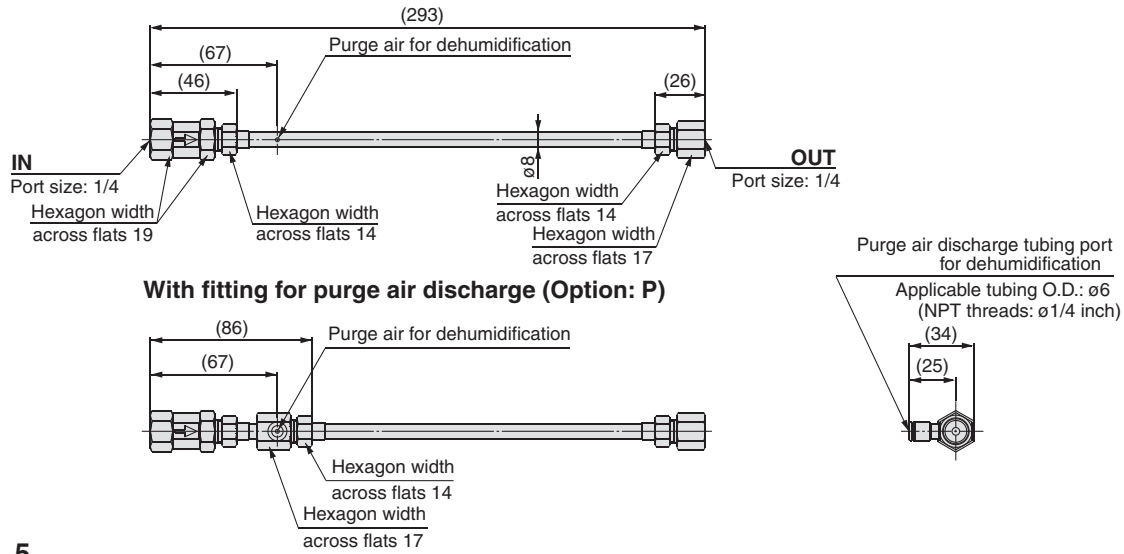 (293)
Purge air for dehumidification
(67)
(46)
(26)
IN
Port size: 1/4
OUT
Port size: 1/4
ø8
Hexagon width
across flats 19
Hexagon width
across flats 14
Hexagon width
across flats 14
Hexagon width
across flats 17
With fitting for purge air discharge (Option: P)
(86)
Purge air for dehumidification
(67)
Hexagon width
across flats 14
Hexagon width
across flats 17
Purge air discharge tubing port
for dehumidification
Applicable tubing O.D.: ø6
(NPT threads: ø1/4 inch)
(34)
(25)
5